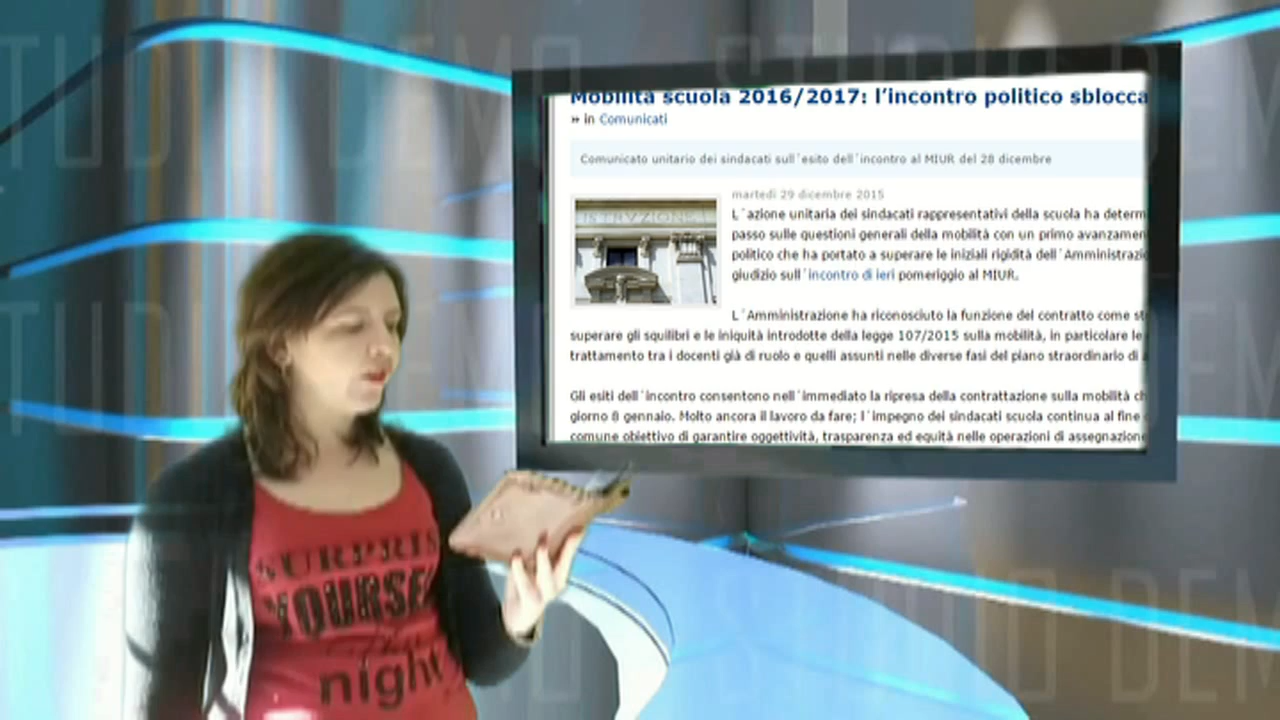 STUDIO DEMO
Mobilità scuola 2016/2017: l'incontro politico sblocca
» in Comunicati
Comunicato unitario dei sindacati sull´esito dell´incontro al MIUR del 28 dicembre
martedì 29 dicembre 2015
L´azione unitaria dei sindacati rappresentativi della scuola ha determ
passo sulle questioni generali della mobilità con un primo avanzamen
politico che ha portato a superare le iniziali rigidità dell´Amministrazio
giudizio sull´incontro di ieri pomeriggio al MIUR.
L´Amministrazione ha riconosciuto la funzione del contratto come st
superare gli squilibri e le iniquità introdotte della legge 107/2015 sulla mobilità, in particolare le
trattamento tra i docenti già di ruolo e quelli assunti nelle diverse fasi del piano straordinario di a
Gli esiti dell´incontro consentono nell´immediato la ripresa della contrattazione sulla mobilità ch
giorno 8 gennaio. Molto ancora il lavoro da fare; l´impegno dei sindacati scuola continua al fine
comune obiettivo di garantire oggettività, trasparenza ed equità nelle operazioni di assegnazione
ISTRVZIONE
SURPRIS
YOURSEL
This
night